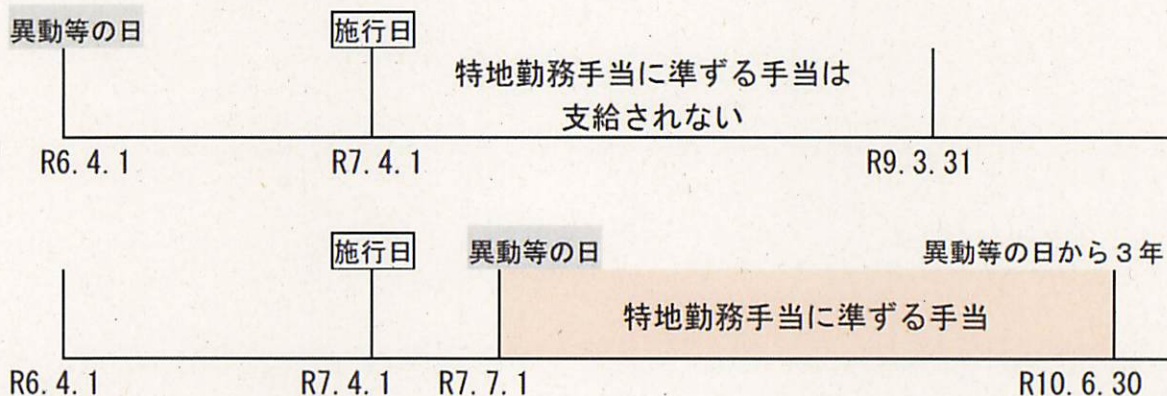 異動等の日
施行日
特地勤務手当に準ずる手当は
支給されない
R6.4.1
R7.4.1
R9.3.31
施行日
異動等の日
異動等の日から3年
特地勤務手当に準ずる手当
R6.4.1
R7.4.1
R7.7.1
R10.6.30